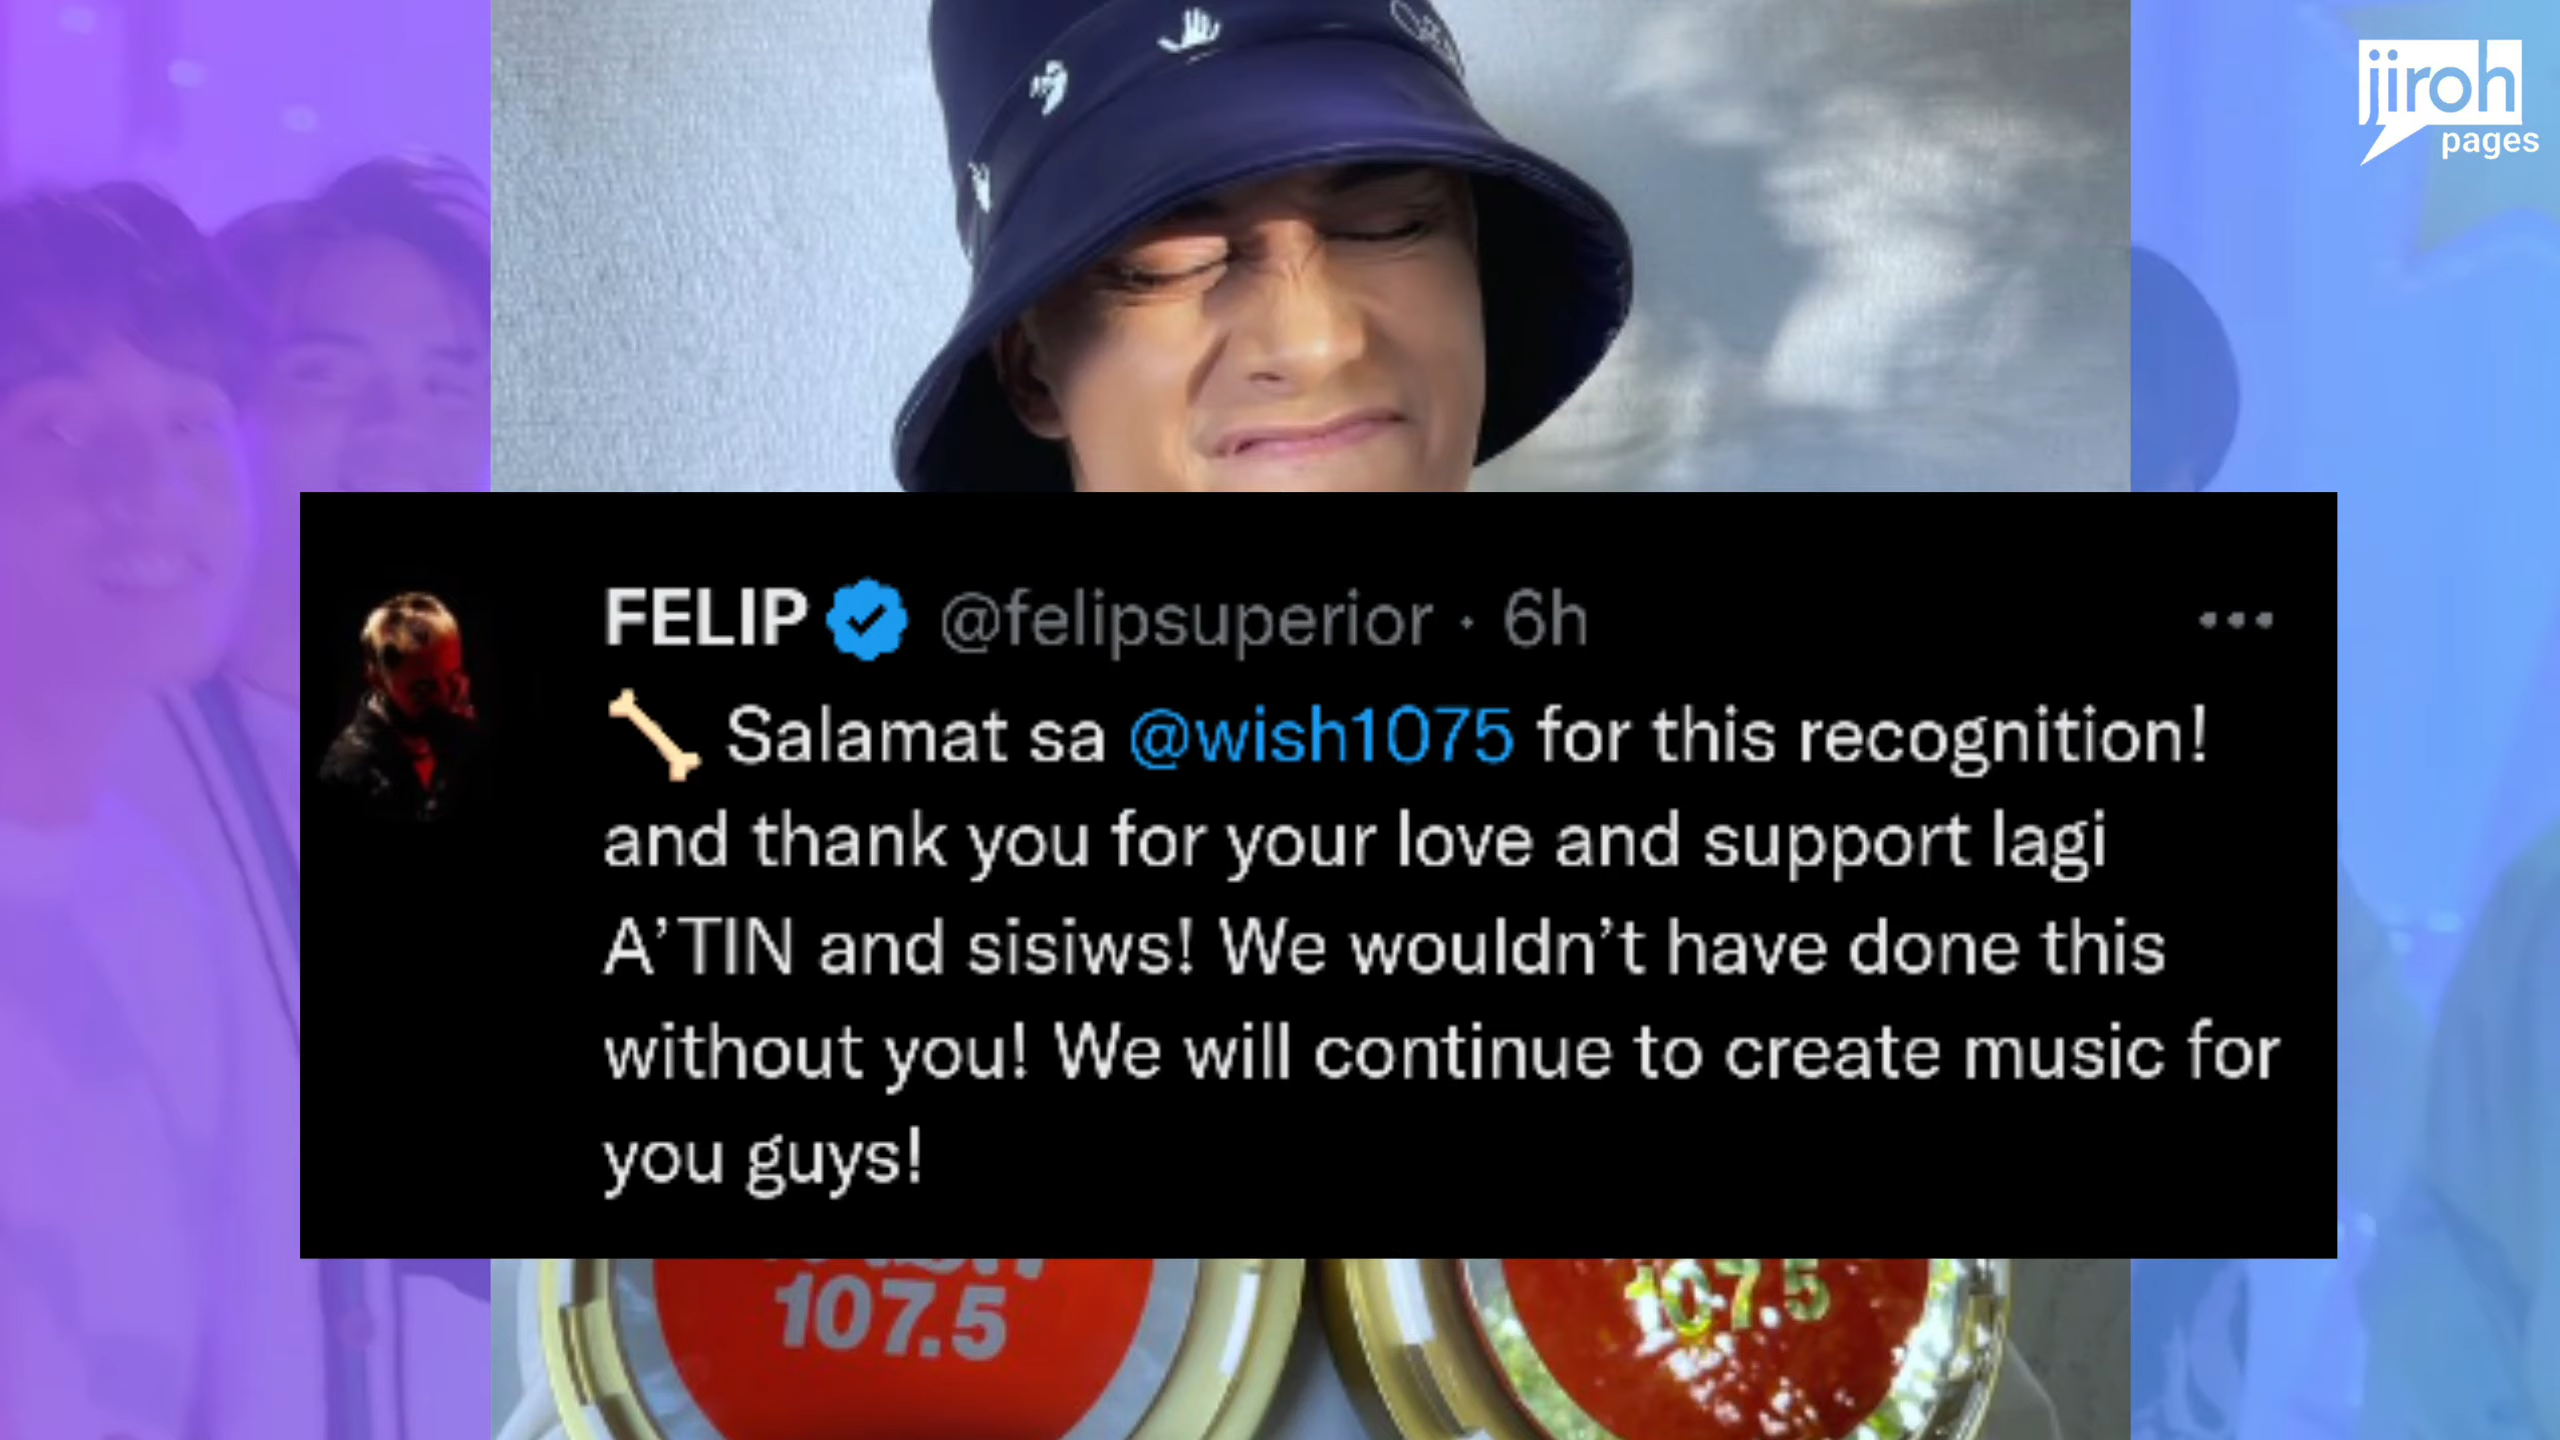 jiroh
pages
FELIP @felipsuperior · 6h
🦴 Salamat sa @wish1075 for this recognition!
and thank you for your love and support lagi
A’TIN and sisiws! We wouldn’t have done this
without you! We will continue to create music for
you guys!
107.5
107.5